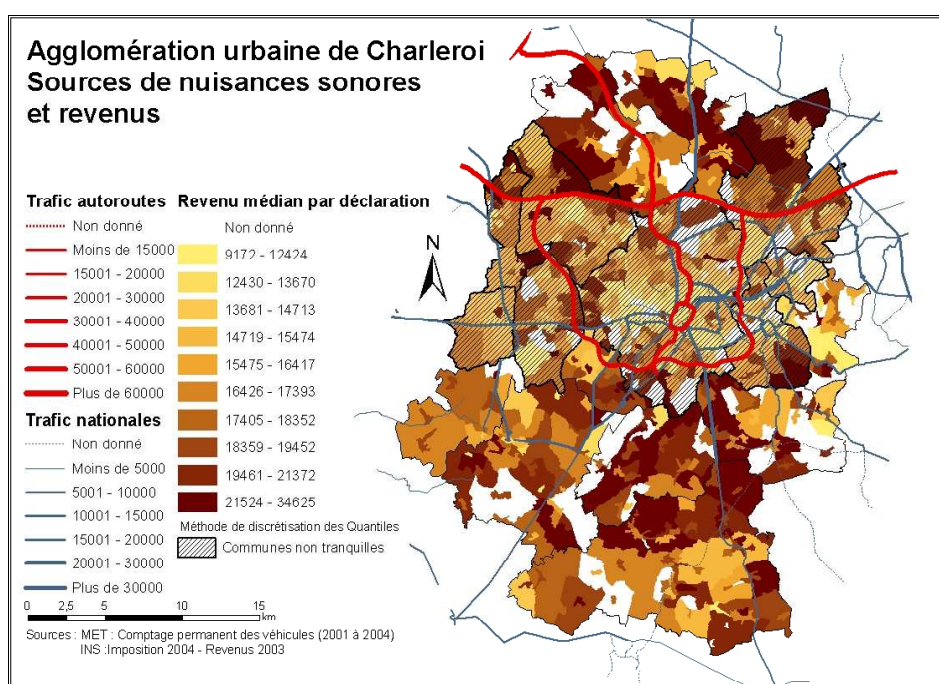 Agglomération urbaine de Charleroi
Sources de nuisances sonores
et revenus
Trafic autoroutes
Non donné
Moins de 15000
15001 - 20000
20001 - 30000
30001 - 40000
40001 - 50000
50001 - 60000
Plus de 60000
Trafic nationales
Non donné
Moins de 5000
5001 - 10000
10001 - 15000
15001 - 20000
20001 - 30000
Plus de 30000
Revenu médian par déclaration
Non donné
9172 - 12424
12430 - 13670
13681 - 14713
14719 - 15474
15475 - 16417
16426 - 17393
17405 - 18352
18359 - 19452
19461 - 21372
21524 - 34625
Méthode de discrétisation des Quantiles
Communes non tranquilles
N
0 2,5 5 10 15
km
Sources : MET : Comptage permanent des véhicules (2001 à 2004)
INS :Imposition 2004 - Revenus 2003